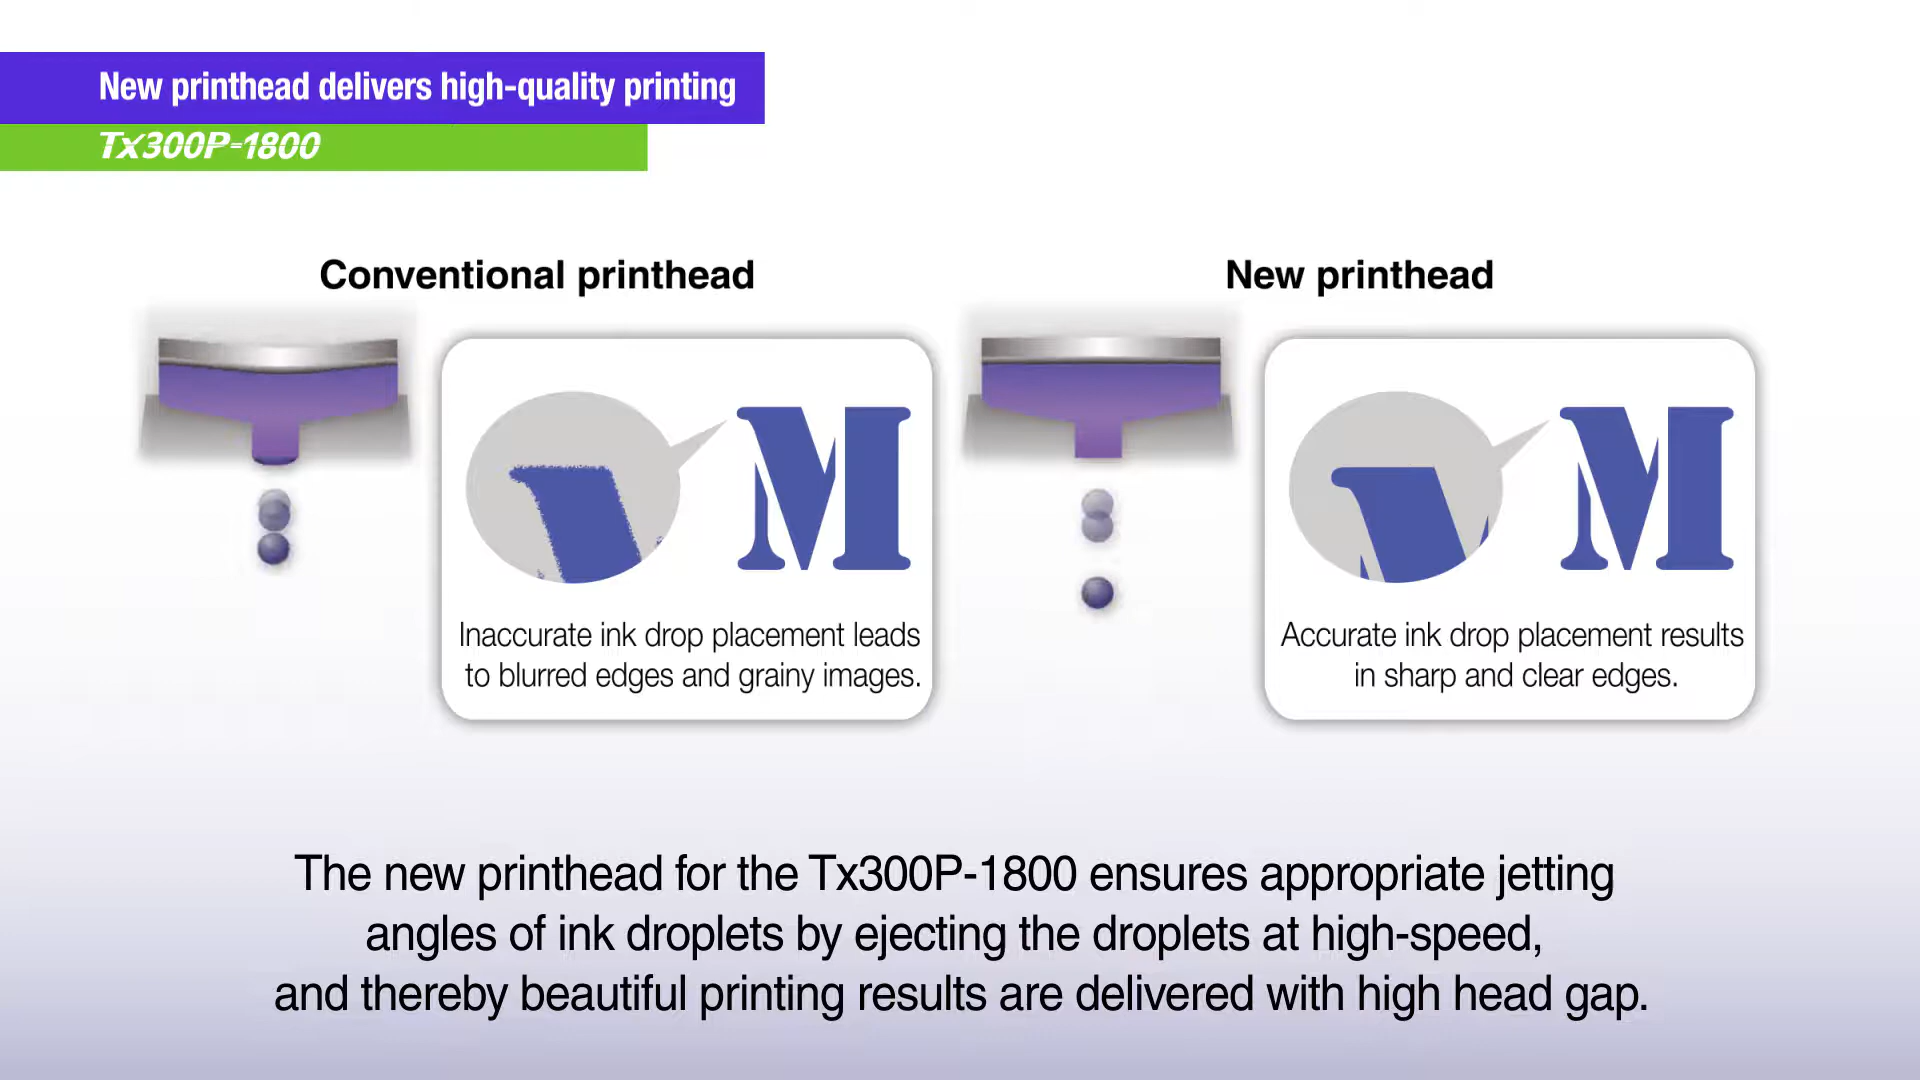 New printhead delivers high-quality printing
Tx300P-1800
Conventional printhead
New printhead
M
M
Inaccurate ink drop placement leads
to blurred edges and grainy images.
Accurate ink drop placement results
in sharp and clear edges.
The new printhead for the Tx300P-1800 ensures appropriate jetting
angles of ink droplets by ejecting the droplets at high-speed,
and thereby beautiful printing results are delivered with high head gap.